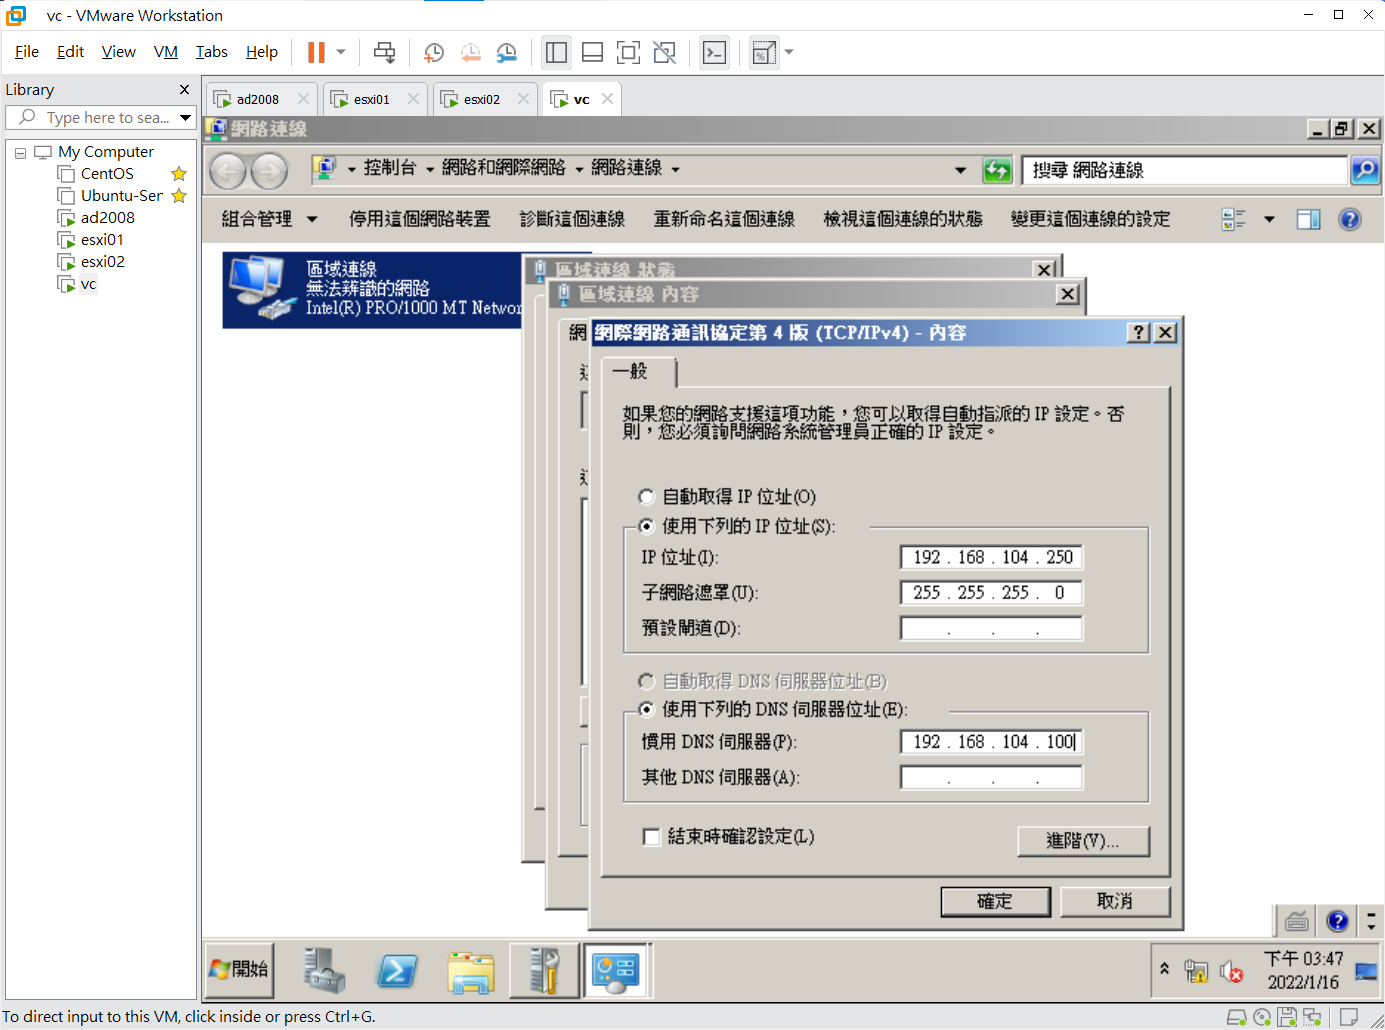 vc - VMware Workstation
File Edit View VM Tabs Help
Library
Type here to sea...
My Computer
CentOS
Ubuntu-Ser
ad2008
esxi01
esxi02
vc
ad2008 esxi01 esxi02 vc
網路連線
控制台 網路和網際網路 網路連線
搜尋 網路連線
組合管理 停用這個網路裝置 診斷這個連線 重新命名這個連線 檢視這個連線的狀態 變更這個連線的設定
區域連線
無法辨識的網路
Intel(R) PRO/1000 MT Networ
區域連線 狀態
區域連線 內容
網
網際網路通訊協定第 4 版 (TCP/IPv4) - 內容
一般
如果您的網路支援這項功能，您可以取得自動指派的 IP 設定。否
則，您必須詢問網路系統管理員正確的 IP 設定。
自動取得 IP 位址(O)
使用下列的 IP 位址(S):
IP 位址(I): 192 . 168 . 104 . 250
子網路遮罩(U): 255 . 255 . 255 . 0
預設閘道(D): . . .
自動取得 DNS 伺服器位址(B)
使用下列的 DNS 伺服器位址(E):
慣用 DNS 伺服器(P): 192 . 168 . 104 . 100
其他 DNS 伺服器(A): . . .
結束時確認設定(L)
進階(V)...
確定 取消
開始
下午 03:47
2022/1/16
To direct input to this VM, click inside or press Ctrl+G.